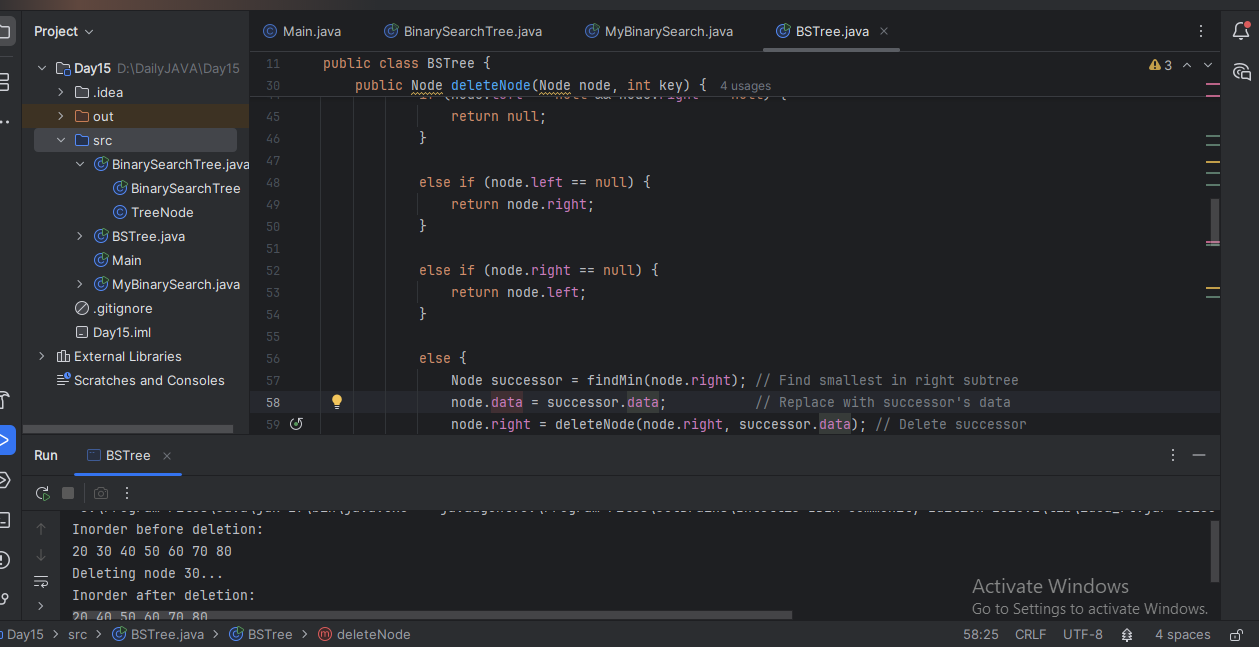 Project
Main.java
BinarySearchTree.java
MyBinarySearch.java
BSTree.java
Day15 D:\DailyJAVA\Day15
.idea
out
src
BinarySearchTree.java
BinarySearchTree
TreeNode
BSTree.java
Main
MyBinarySearch.java
.gitignore
Day15.iml
External Libraries
Scratches and Consoles
11 public class BSTree {
3
30 public Node deleteNode(Node node, int key) { 4 usages
45 return null;
46 }
47
48 else if (node.left == null) {
49 return node.right;
50 }
51
52 else if (node.right == null) {
53 return node.left;
54 }
55
56 else {
57 Node successor = findMin(node.right); // Find smallest in right subtree
58 node.data = successor.data; // Replace with successor's data
59 node.right = deleteNode(node.right, successor.data); // Delete successor
Run
BSTree
Inorder before deletion:
20 30 40 50 60 70 80
Deleting node 30...
Inorder after deletion:
20 40 50 60 70 80
Activate Windows
Go to Settings to activate Windows.
Day15 > src > BSTree.java > BSTree > deleteNode
58:25 CRLF UTF-8 4 spaces